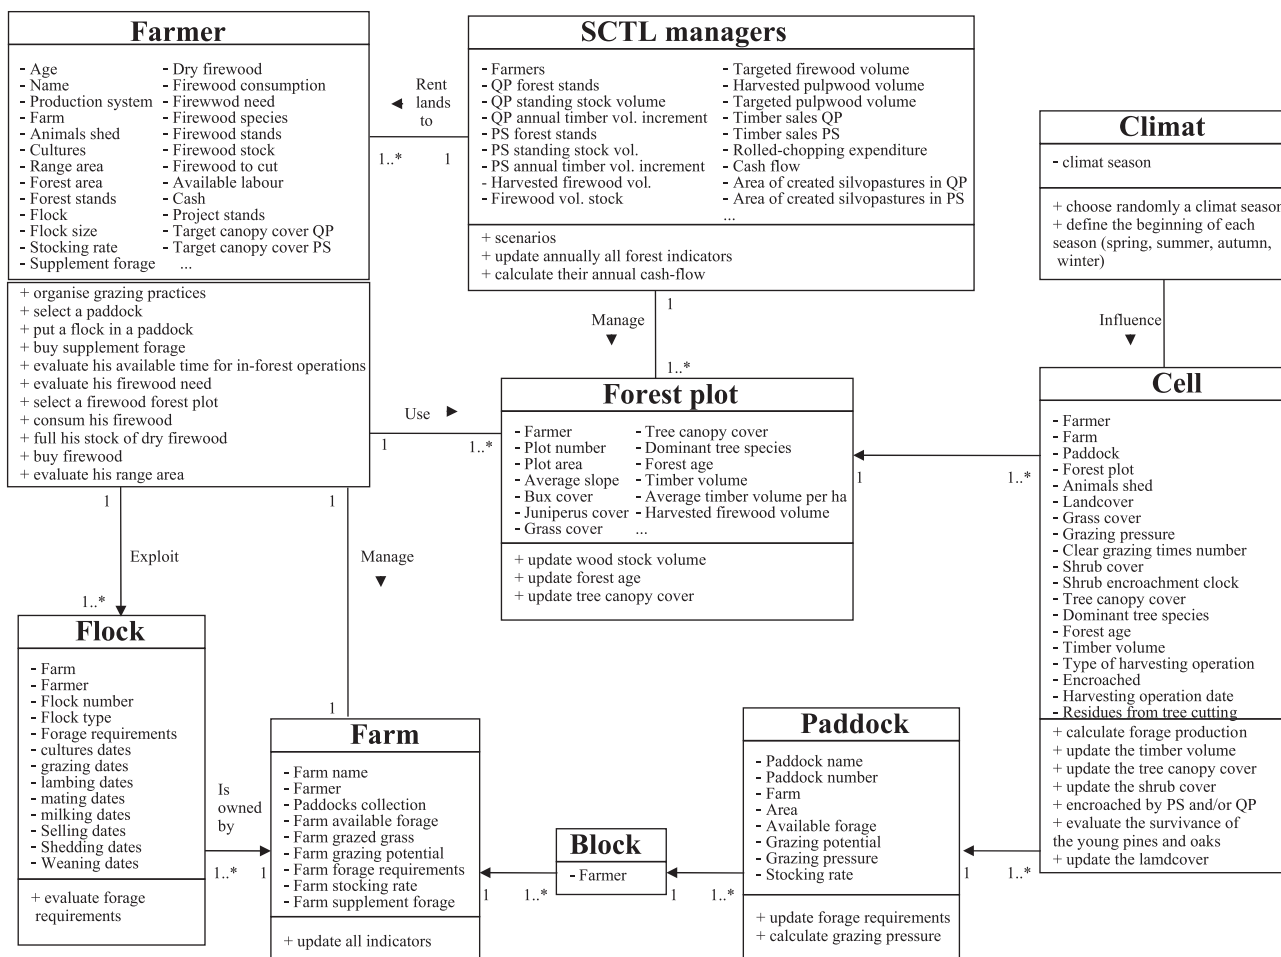 Farmer
- Age
- Name
- Production system
- Farm
- Animals shed
- Cultures
- Range area
- Forest area
- Forest stands
- Flock
- Flock size
- Stocking rate
- Supplement forage
- Dry firewood
- Firewood consumption
- Firewwod need
- Firewood species
- Firewood stands
- Firewood stock
- Firewood to cut
- Available labour
- Cash
- Project stands
- Target canopy cover QP
- Target canopy cover PS
...
+ organise grazing practices
+ select a paddock
+ put a flock in a paddock
+ buy supplement forage
+ evaluate his available time for in-forest operations
+ evaluate his firewood need
+ select a firewood forest plot
+ consum his firewood
+ full his stock of dry firewood
+ buy firewood
+ evaluate his range area
Rent
lands
to
1..*
1
SCTL managers
- Farmers
- QP forest stands
- QP standing stock volume
- QP annual timber vol. increment
- PS forest stands
- PS standing stock vol.
- PS annual timber vol. increment
- Harvested firewood vol.
- Firewood vol. stock
- Targeted firewood volume
- Harvested pulpwood volume
- Targeted pulpwood volume
- Timber sales QP
- Timber sales PS
- Rolled-chopping expenditure
- Cash flow
- Area of created silvopastures in QP
- Area of created silvopastures in PS
...
+ scenarios
+ update annually all forest indicators
+ calculate their annual cash-flow
Climat
- climat season
+ choose randomly a climat season
+ define the beginning of each
season (spring, summer, autumn,
winter)
1
Manage
1..*
Influence
Use
1
1..*
Forest plot
- Farmer
- Plot number
- Plot area
- Average slope
- Bux cover
- Juniperus cover
- Grass cover
- Tree canopy cover
- Dominant tree species
- Forest age
- Timber volume
- Average timber volume per ha
- Harvested firewood volume
...
+ update wood stock volume
+ update forest age
+ update tree canopy cover
1
1..*
Cell
- Farmer
- Farm
- Paddock
- Forest plot
- Animals shed
- Landcover
- Grass cover
- Grazing pressure
- Clear grazing times number
- Shrub cover
- Shrub encroachment clock
- Tree canopy cover
- Dominant tree species
- Forest age
- Timber volume
- Type of harvesting operation
- Encroached
- Harvesting operation date
- Residues from tree cutting
+ calculate forage production
+ update the timber volume
+ update the tree canopy cover
+ update the shrub cover
+ encroached by PS and/or QP
+ evaluate the survivance of
the young pines and oaks
+ update the lamdcover
1
Exploit
1..*
1
Manage
1
Flock
- Farm
- Farmer
- Flock number
- Flock type
- Forage requirements
- cultures dates
- grazing dates
- lambing dates
- mating dates
- milking dates
- Selling dates
- Shedding dates
- Weaning dates
+ evaluate forage
requirements
Is
owned
by
1..*
1
Farm
- Farm name
- Farmer
- Paddocks collection
- Farm available forage
- Farm grazed grass
- Farm grazing potential
- Farm forage requirements
- Farm stocking rate
- Farm supplement forage
+ update all indicators
1
1..*
Block
- Farmer
1
1..*
Paddock
- Paddock name
- Paddock number
- Farm
- Area
- Available forage
- Grazing potential
- Grazing pressure
- Stocking rate
+ update forage requirements
+ calculate grazing pressure
1
1..*